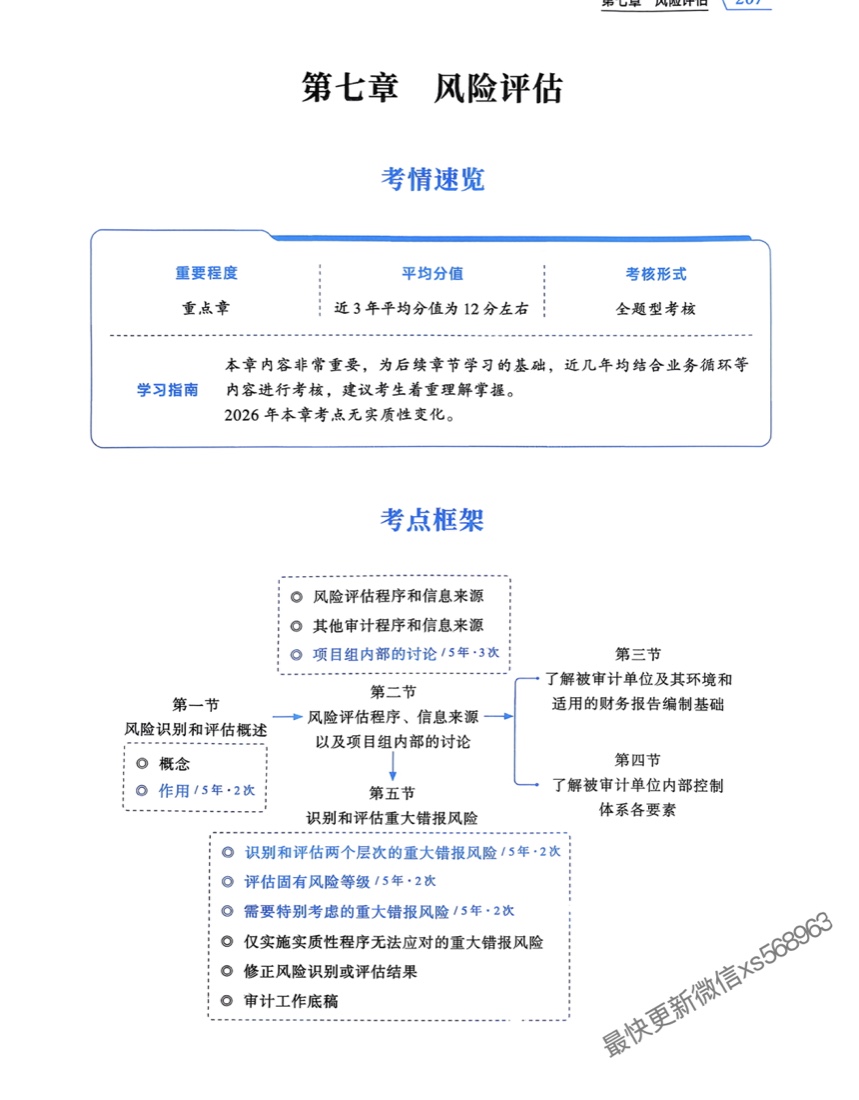 第七章 风险评估 267
第七章 风险评估
考情速览
重要程度 平均分值 考核形式
重点章 近3年平均分值为12分左右 全题型考核
学习指南
本章内容非常重要，为后续章节学习的基础，近几年均结合业务循环等
内容进行考核，建议考生着重理解掌握。
2026年本章考点无实质性变化。
考点框架
◎ 风险评估程序和信息来源
◎ 其他审计程序和信息来源
◎ 项目组内部的讨论/5年·3次
第一节
风险识别和评估概述
◎ 概念
◎ 作用/5年·2次
第二节
风险评估程序、信息来源
以及项目组内部的讨论
第三节
了解被审计单位及其环境和
适用的财务报告编制基础
第四节
了解被审计单位内部控制
体系各要素
第五节
识别和评估重大错报风险
◎ 识别和评估两个层次的重大错报风险/5年·2次
◎ 评估固有风险等级/5年·2次
◎ 需要特别考虑的重大错报风险/5年·2次
◎ 仅实施实质性程序无法应对的重大错报风险
◎ 修正风险识别或评估结果
◎ 审计工作底稿
最快更新微信xs568963